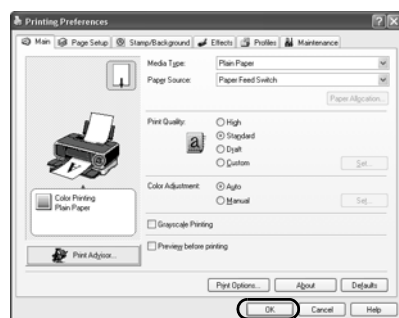 Printing Preferences
Main Page Setup Stamp/Background Effects Profiles Maintenance
Media Type: Plain Paper
Paper Source: Paper Feed Switch
Paper Allocation...
Print Quality: High
Standard
Draft
Custom Set...
Color Adjustment: Auto
Manual Set...
Color Printing
Plain Paper
Grayscale Printing
Preview before printing
Print Advisor...
Print Options... About Defaults
OK Cancel Help